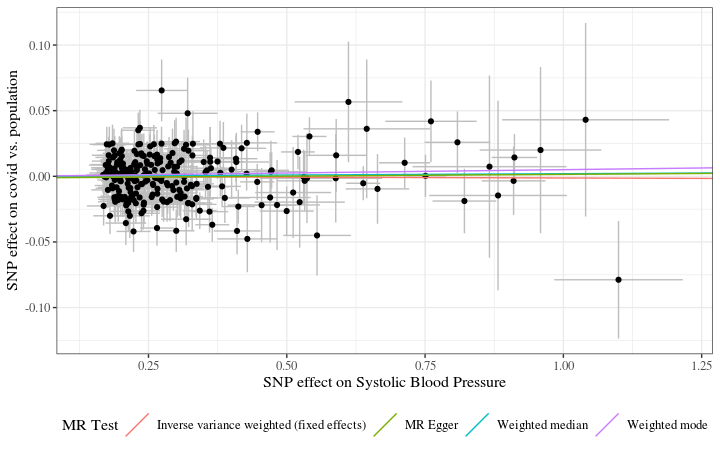 SNP effect on covid vs. population
0.10
0.05
0.00
-0.05
-0.10
0.25
0.50
0.75
1.00
1.25
SNP effect on Systolic Blood Pressure
MR Test
Inverse variance weighted (fixed effects)
MR Egger
Weighted median
Weighted mode